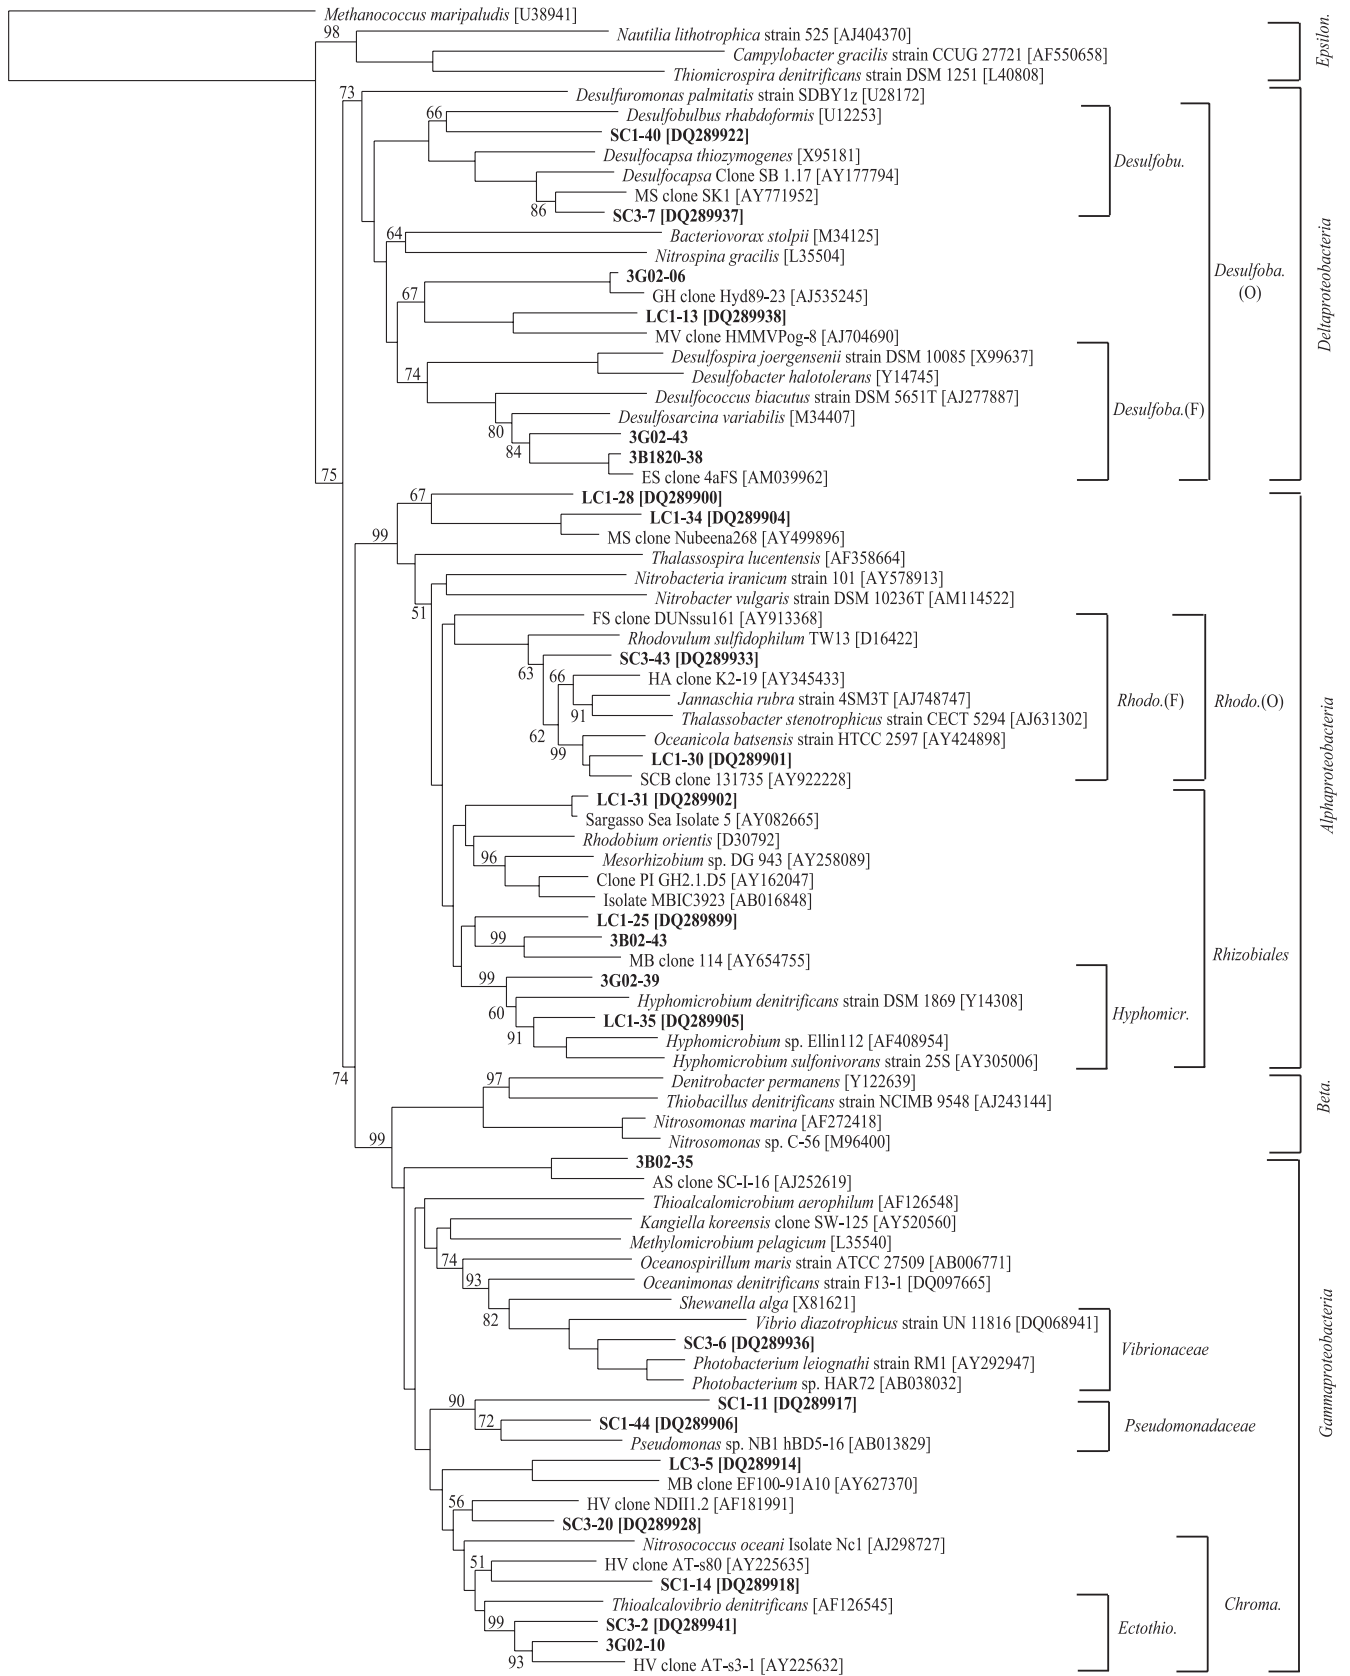 Methanococcus maripaludis [U38941]
98
Nautilia lithotrophica strain 525 [AJ404370]
Campylobacter gracilis strain CCUG 27721 [AF550658]
Thiomicrospira denitrificans strain DSM 1251 [L40808]
Epsilon.
73
Desulfuromonas palmitatis strain SDBY1z [U28172]
66
Desulfobulbus rhabdoformis [U12253]
SC1-40 [DQ289922]
Desulfocapsa thiozymogenes [X95181]
Desulfobu.
Desulfocapsa Clone SB 1.17 [AY177794]
MS clone SK1 [AY771952]
86
SC3-7 [DQ289937]
64
Bacteriovorax stolpii [M34125]
Nitrospina gracilis [L35504]
3G02-06
Desulfoba.
(O)
Deltaproteobacteria
67
GH clone Hyd89-23 [AJ535245]
LC1-13 [DQ289938]
MV clone HMMVPog-8 [AJ704690]
Desulfospira joergensenii strain DSM 10085 [X99637]
74
Desulfobacter halotolerans [Y14745]
Desulfococcus biacutus strain DSM 5651T [AJ277887]
Desulfoba.(F)
Desulfosarcina variabilis [M34407]
80
3G02-43
84
3B1820-38
ES clone 4aFS [AM039962]
75
67
LC1-28 [DQ289900]
LC1-34 [DQ289904]
99
MS clone Nubeena268 [AY499896]
Thalassospira lucentensis [AF358664]
Nitrobacteria iranicum strain 101 [AY578913]
Nitrobacter vulgaris strain DSM 10236T [AM114522]
51
FS clone DUNssu161 [AY913368]
Rhodovulum sulfidophilum TW13 [D16422]
SC3-43 [DQ289933]
63
66
HA clone K2-19 [AY345433]
Jannaschia rubra strain 4SM3T [AJ748747]
Rhodo.(F)
Rhodo.(O)
Alphaproteobacteria
91
Thalassobacter stenotrophicus strain CECT 5294 [AJ631302]
62
Oceanicola batsensis strain HTCC 2597 [AY424898]
99
LC1-30 [DQ289901]
SCB clone 131735 [AY922228]
LC1-31 [DQ289902]
Sargasso Sea Isolate 5 [AY082665]
Rhodobium orientis [D30792]
96
Mesorhizobium sp. DG 943 [AY258089]
Clone PI GH2.1.D5 [AY162047]
Isolate MBIC3923 [AB016848]
LC1-25 [DQ289899]
99
3B02-43
MB clone 114 [AY654755]
Rhizobiales
99
3G02-39
Hyphomicrobium denitrificans strain DSM 1869 [Y14308]
60
LC1-35 [DQ289905]
Hyphomicr.
91
Hyphomicrobium sp. Ellin112 [AF408954]
Hyphomicrobium sulfonivorans strain 25S [AY305006]
74
97
Denitrobacter permanens [Y122639]
Thiobacillus denitrificans strain NCIMB 9548 [AJ243144]
Beta.
Nitrosomonas marina [AF272418]
99
Nitrosomonas sp. C-56 [M96400]
3B02-35
AS clone SC-I-16 [AJ252619]
Thioalcalomicrobium aerophilum [AF126548]
Kangiella koreensis clone SW-125 [AY520560]
Methylomicrobium pelagicum [L35540]
74
Oceanospirillum maris strain ATCC 27509 [AB006771]
93
Oceanimonas denitrificans strain F13-1 [DQ097665]
Shewanella alga [X81621]
82
Vibrio diazotrophicus strain UN 11816 [DQ068941]
SC3-6 [DQ289936]
Vibrionaceae
Photobacterium leiognathi strain RM1 [AY292947]
Photobacterium sp. HAR72 [AB038032]
Gammaproteobacteria
90
SC1-11 [DQ289917]
72
SC1-44 [DQ289906]
Pseudomonadaceae
Pseudomonas sp. NB1 hBD5-16 [AB013829]
LC3-5 [DQ289914]
MB clone EF100-91A10 [AY627370]
56
HV clone NDII1.2 [AF181991]
SC3-20 [DQ289928]
Nitrosococcus oceani Isolate Nc1 [AJ298727]
51
HV clone AT-s80 [AY225635]
SC1-14 [DQ289918]
Thioalcalovibrio denitrificans [AF126545]
Chroma.
99
SC3-2 [DQ289941]
Ectothio.
3G02-10
93
HV clone AT-s3-1 [AY225632]